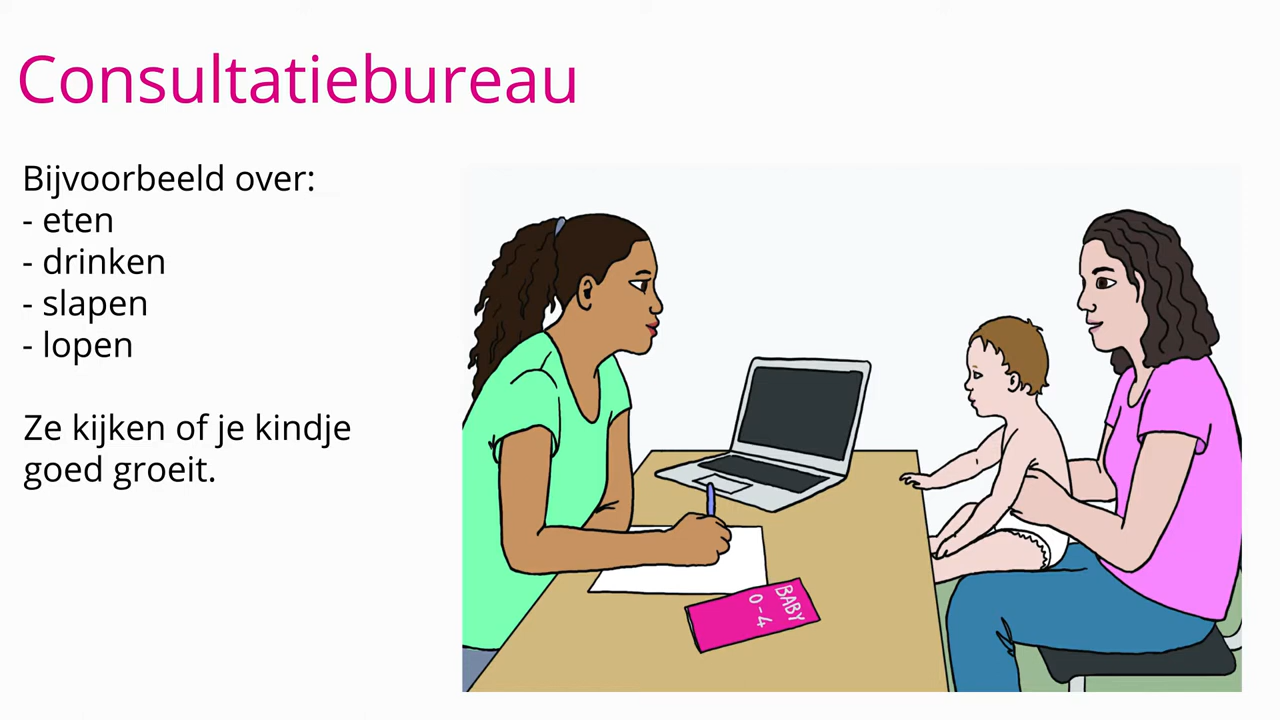 Consultatiebureau
Bijvoorbeeld over:
- eten
- drinken
- slapen
- lopen
Ze kijken of je kindje
goed groeit.
BABY
0-4